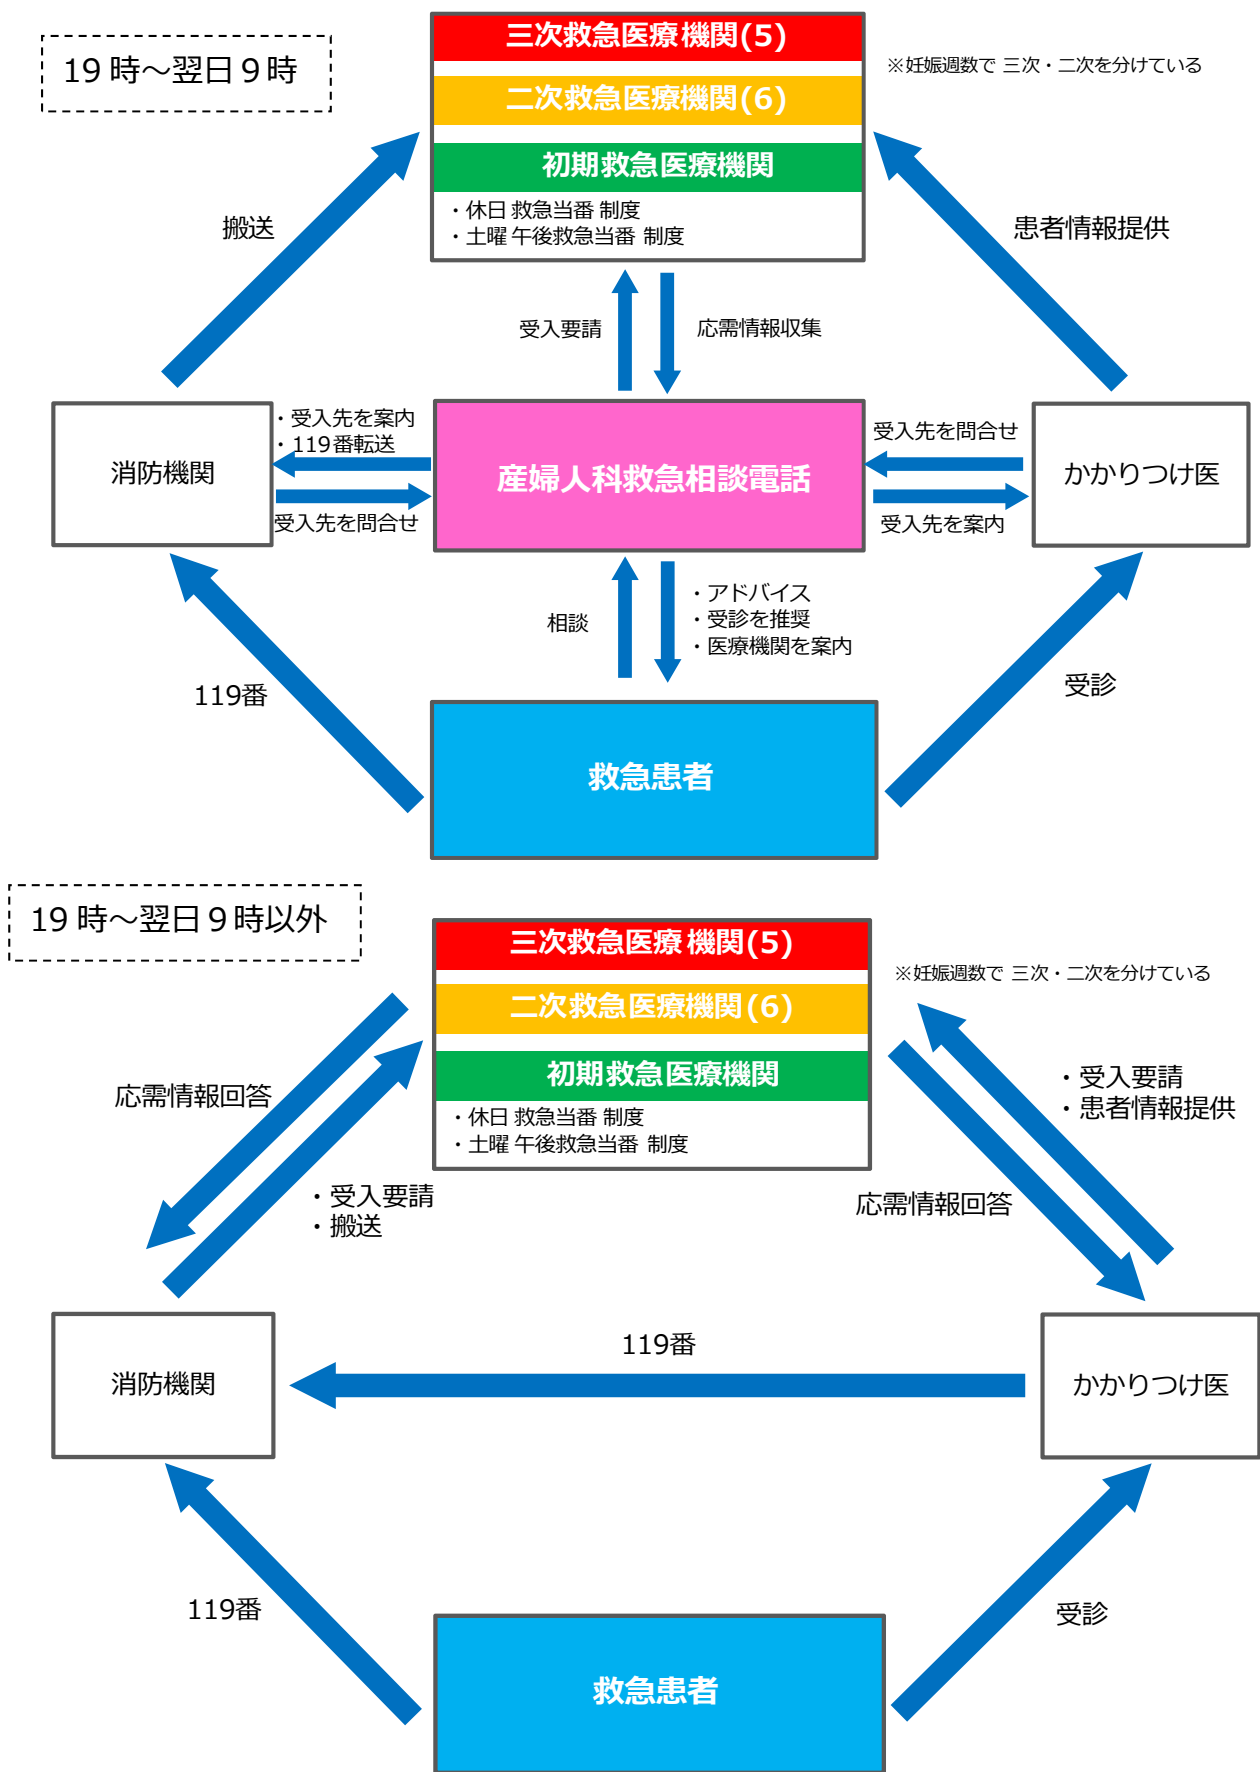 19時～翌日9時
三次救急医療機関(5)
※妊娠週数で 三次・二次を分けている
二次救急医療機関(6)
初期救急医療機関
・休日 救急当番 制度
・土曜 午後救急当番 制度
搬送
患者情報提供
受入要請
応需情報収集
・受入先を案内
・119番転送
受入先を問合せ
消防機関
産婦人科救急相談電話
かかりつけ医
受入先を問合せ
受入先を案内
相談
・アドバイス
・受診を推奨
・医療機関を案内
119番
受診
救急患者
19時～翌日9時以外
三次救急医療機関(5)
※妊娠週数で 三次・二次を分けている
二次救急医療機関(6)
初期救急医療機関
・休日 救急当番 制度
・土曜 午後救急当番 制度
応需情報回答
・受入要請
・患者情報提供
・受入要請
・搬送
応需情報回答
119番
消防機関
かかりつけ医
119番
受診
救急患者